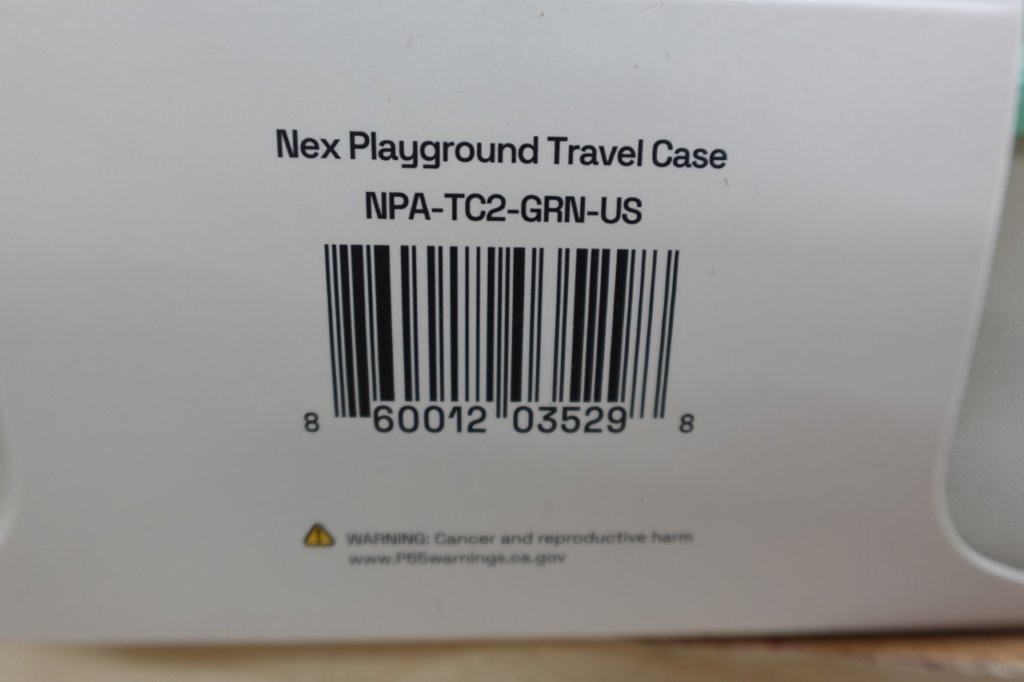 Nex Playground Travel Case
NPA-TC2-GRN-US
8 60012 03529 8
WARNING: Cancer and reproductive harm
www.P65warnings.ca.gov